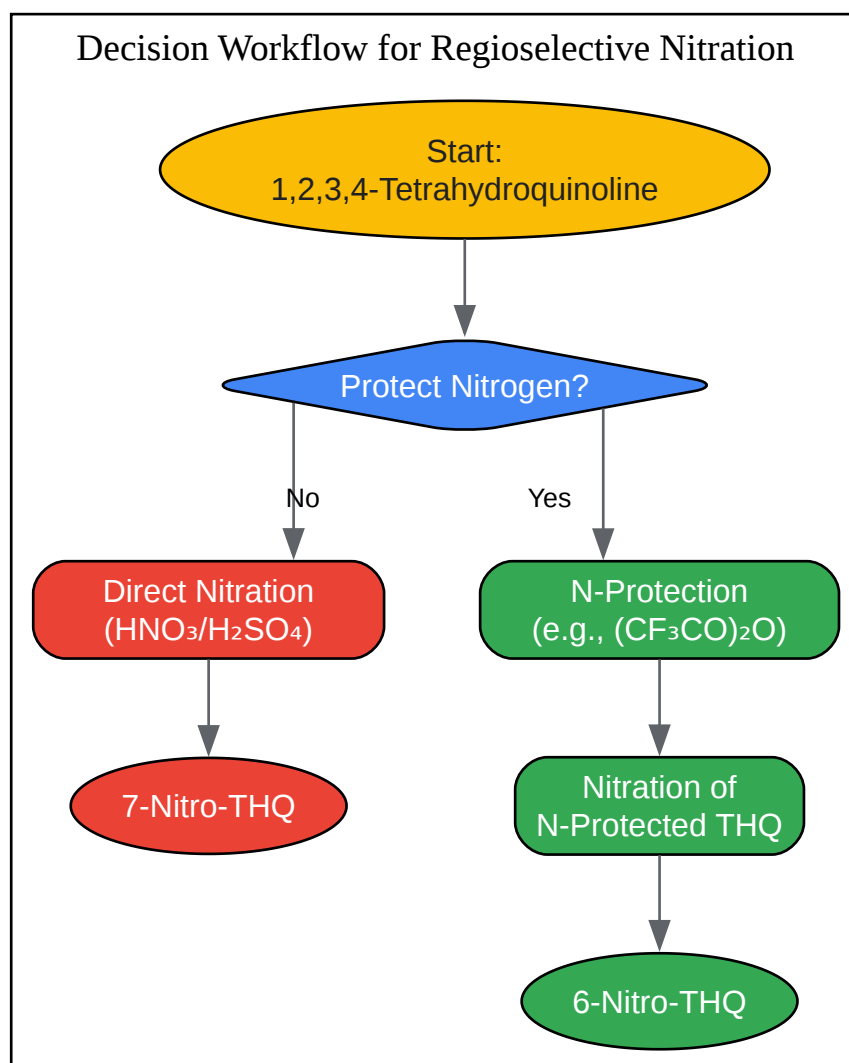 Decision Workflow for Regioselective Nitration
Start:
1,2,3,4-Tetrahydroquinoline
Protect Nitrogen?
No
Yes
Direct Nitration
(HNO₃/H₂SO₄)
N-Protection
(e.g., (CF₃CO)₂O)
7-Nitro-THQ
Nitration of
N-Protected THQ
6-Nitro-THQ